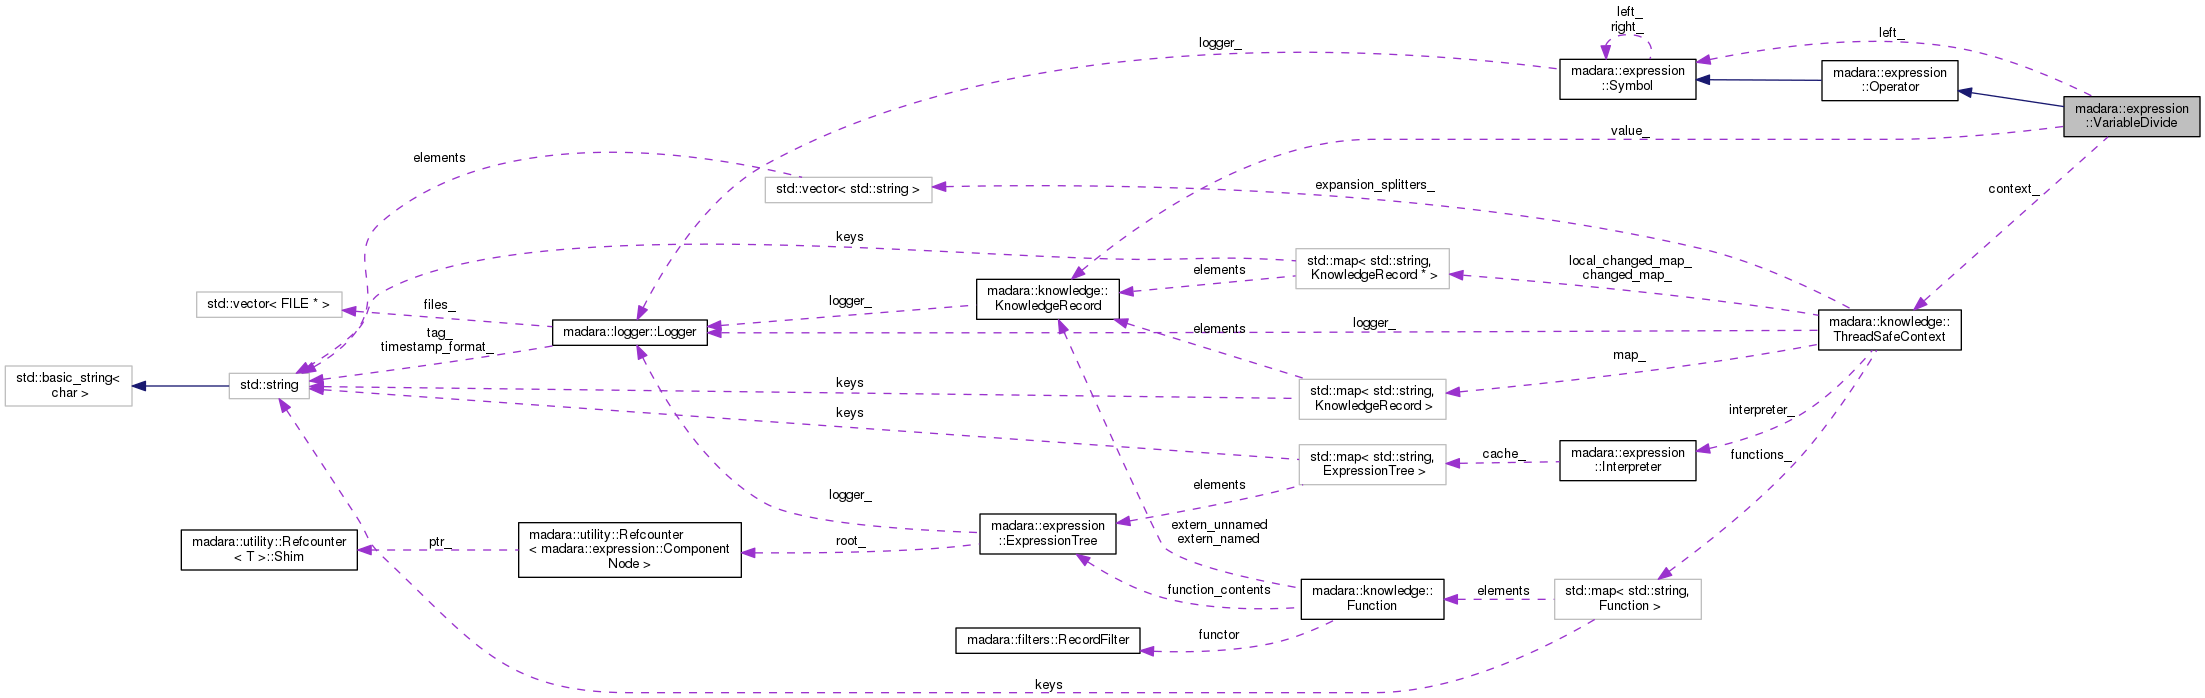 left_
right_
logger_
left_
madara::expression
::Symbol
madara::expression
::Operator
madara::expression
::VariableDivide
value_
elements
std::vector< std::string >
expansion_splitters_
context_
keys
std::map< std::string,
KnowledgeRecord * >
local_changed_map_
changed_map_
elements
madara::knowledge::
KnowledgeRecord
std::vector< FILE * >
files_
logger_
madara::logger::Logger
tag_
timestamp_format_
elements
logger_
madara::knowledge::
ThreadSafeContext
map_
std::basic_string<
char >
std::string
keys
std::map< std::string,
KnowledgeRecord >
keys
interpreter_
std::map< std::string,
ExpressionTree >
cache_
madara::expression
::Interpreter
functions_
elements
logger_
madara::utility::Refcounter
< T >::Shim
ptr_
madara::utility::Refcounter
< madara::expression::Component
Node >
root_
madara::expression
::ExpressionTree
extern_unnamed
extern_named
function_contents
madara::knowledge::
Function
elements
std::map< std::string,
Function >
madara::filters::RecordFilter
functor
keys